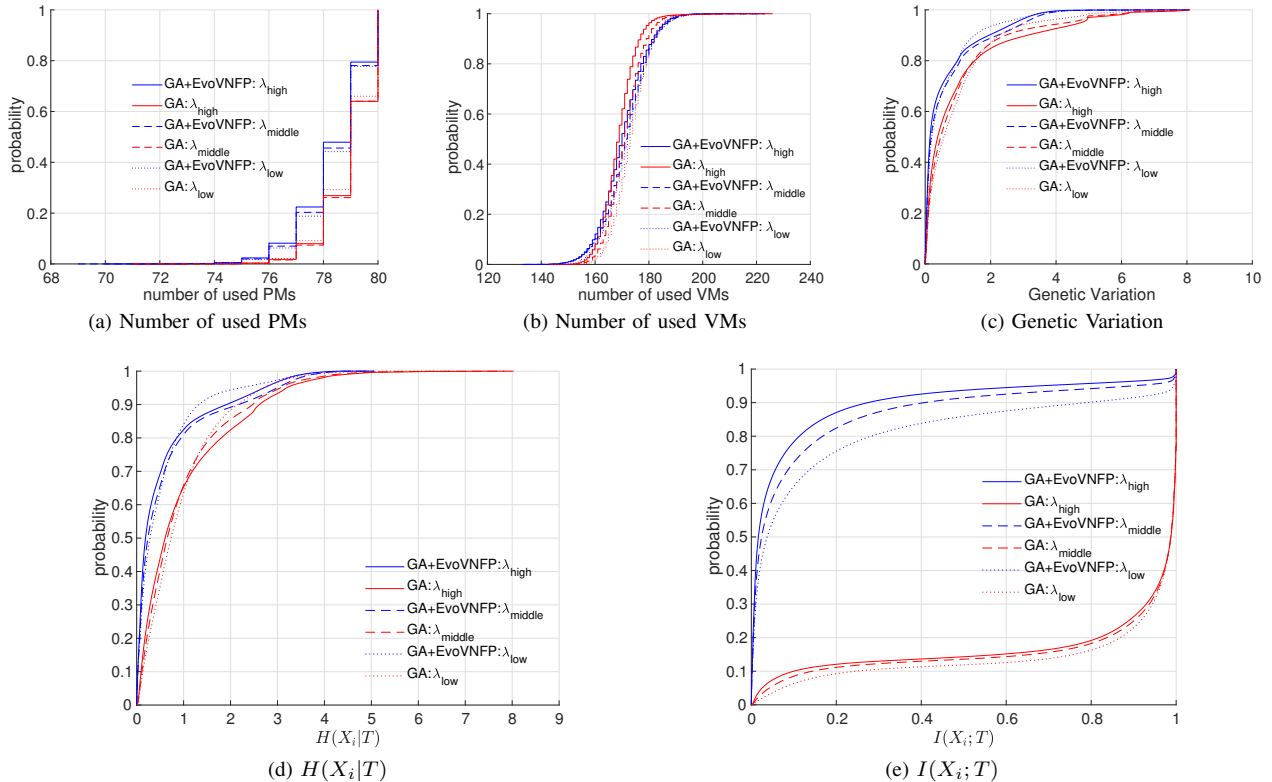 1
0.8
0.6
0.4
0.2
0
probability
GA+EvoVNFP: λhigh
GA: λhigh
GA+EvoVNFP: λmiddle
GA: λmiddle
GA+EvoVNFP: λlow
GA: λlow
68 70 72 74 76 78 80
number of used PMs
(a) Number of used PMs
1
0.8
0.6
0.4
0.2
0
probability
GA+EvoVNFP: λhigh
GA: λhigh
GA+EvoVNFP: λmiddle
GA: λmiddle
GA+EvoVNFP: λlow
GA: λlow
120 140 160 180 200 220 240
number of used VMs
(b) Number of used VMs
1
0.8
0.6
0.4
0.2
0
probability
GA+EvoVNFP: λhigh
GA: λhigh
GA+EvoVNFP: λmiddle
GA: λmiddle
GA+EvoVNFP: λlow
GA: λlow
0 2 4 6 8 10
Genetic Variation
(c) Genetic Variation
1
0.9
0.8
0.7
0.6
0.5
0.4
0.3
0.2
0.1
0
probability
GA+EvoVNFP:λhigh
GA:λhigh
GA+EvoVNFP:λmiddle
GA:λmiddle
GA+EvoVNFP:λlow
GA:λlow
0 1 2 3 4 5 6 7 8 9
H(Xi|T)
(d) H(Xi|T)
1
0.9
0.8
0.7
0.6
0.5
0.4
0.3
0.2
0.1
0
probability
GA+EvoVNFP:λhigh
GA:λhigh
GA+EvoVNFP:λmiddle
GA:λmiddle
GA+EvoVNFP:λlow
GA:λlow
0 0.2 0.4 0.6 0.8 1
I(Xi;T)
(e) I(Xi;T)